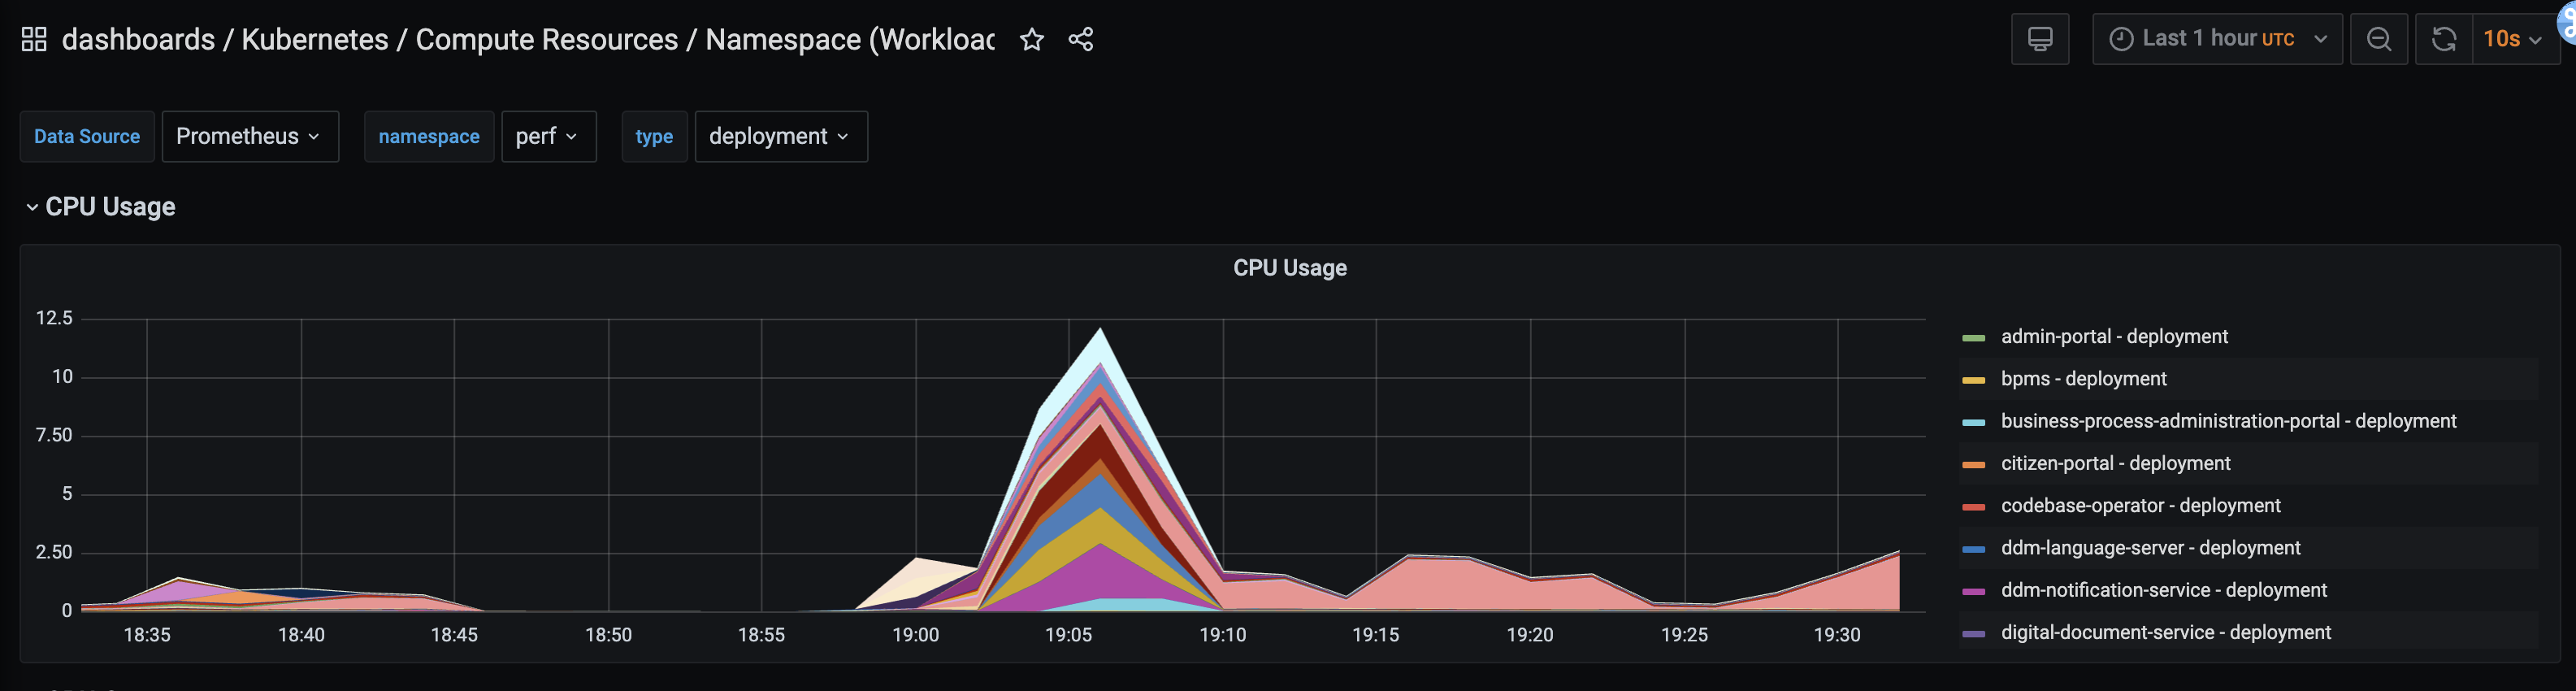 dashboards / Kubernetes / Compute Resources / Namespace (Workload
Last 1 hour UTC
10s
Data Source Prometheus namespace perf type deployment
CPU Usage
CPU Usage
12.5
10
7.50
5
2.50
0
18:35 18:40 18:45 18:50 18:55 19:00 19:05 19:10 19:15 19:20 19:25 19:30
admin-portal - deployment
bpms - deployment
business-process-administration-portal - deployment
citizen-portal - deployment
codebase-operator - deployment
ddm-language-server - deployment
ddm-notification-service - deployment
digital-document-service - deployment